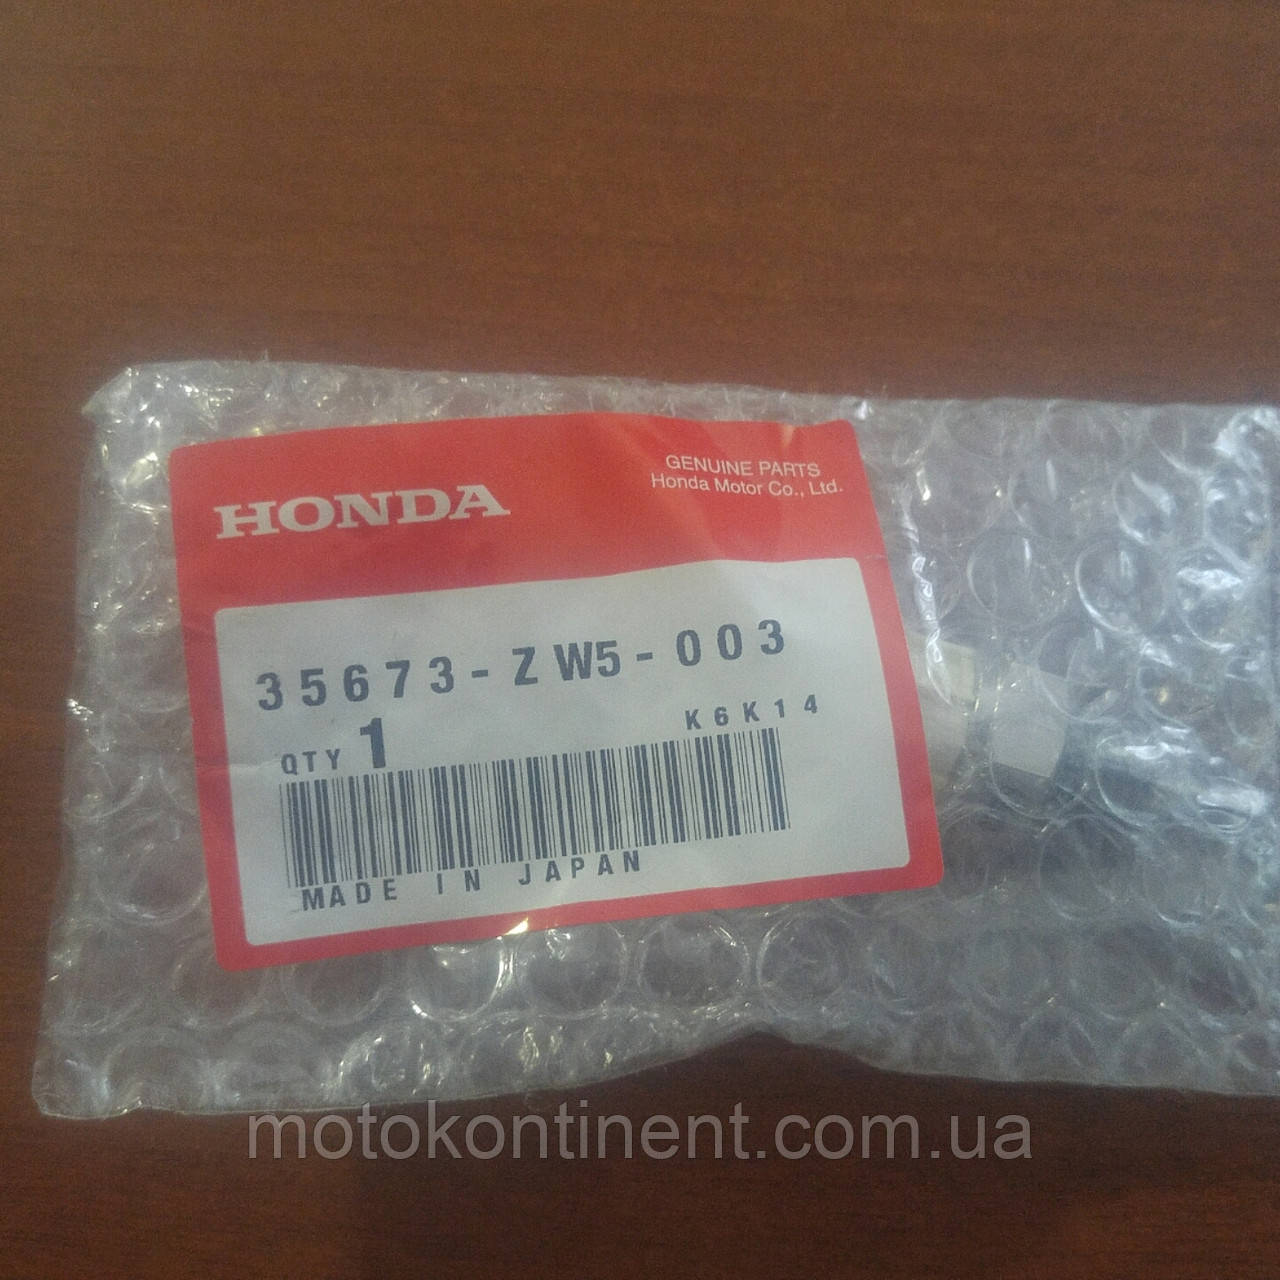 HONDA
GENUINE PARTS
Honda Motor Co., Ltd.
35673-ZW5-003
QTY 1
K6K14
MADE IN JAPAN
motokontinent.com.ua